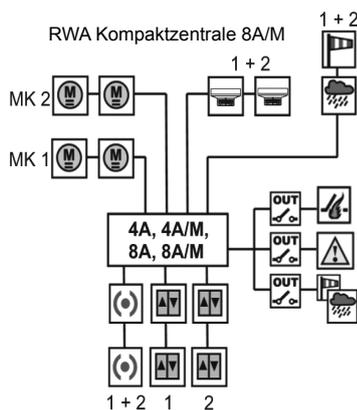 RWA Kompaktzentrale 8A/M
1 + 2
1 + 2
MK 2
M M
MK 1
M M
OUT
4A, 4A/M,
8A, 8A/M
OUT
OUT
1 + 2
1
2